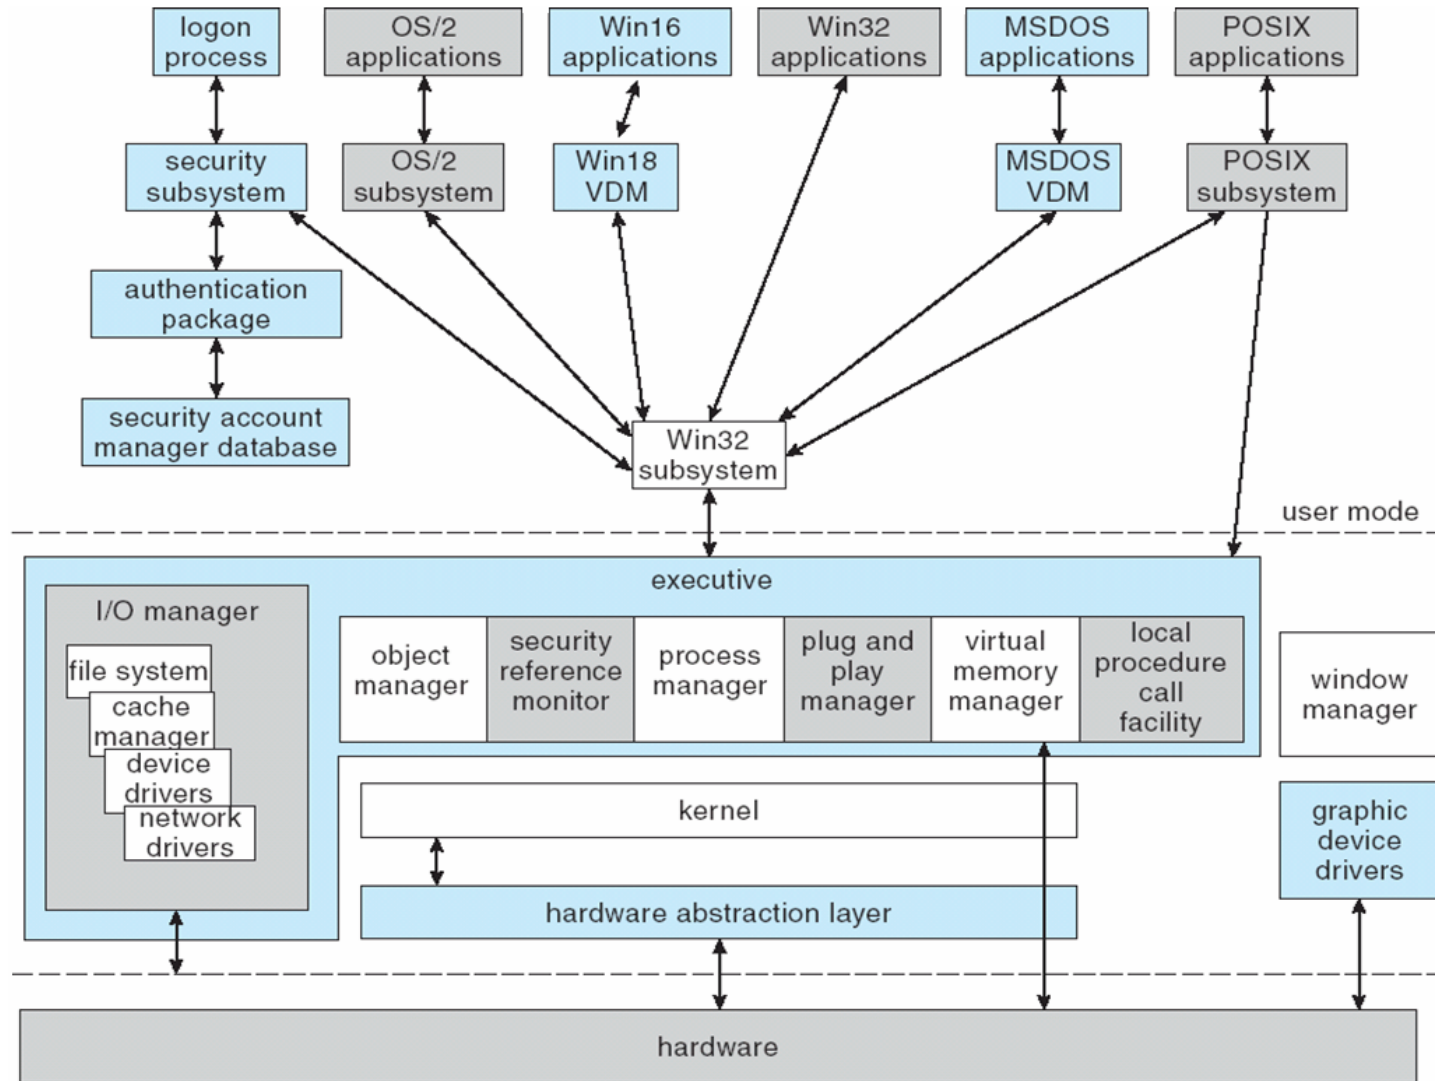 logon
process
OS/2
applications
Win16
applications
Win32
applications
MSDOS
applications
POSIX
applications
security
subsystem
OS/2
subsystem
Win18
VDM
MSDOS
VDM
POSIX
subsystem
authentication
package
security account
manager database
Win32
subsystem
user mode
executive
I/O manager
file system
cache
manager
device
drivers
network
drivers
object
manager
security
reference
monitor
process
manager
plug and
play
manager
virtual
memory
manager
local
procedure
call
facility
window
manager
kernel
graphic
device
drivers
hardware abstraction layer
hardware